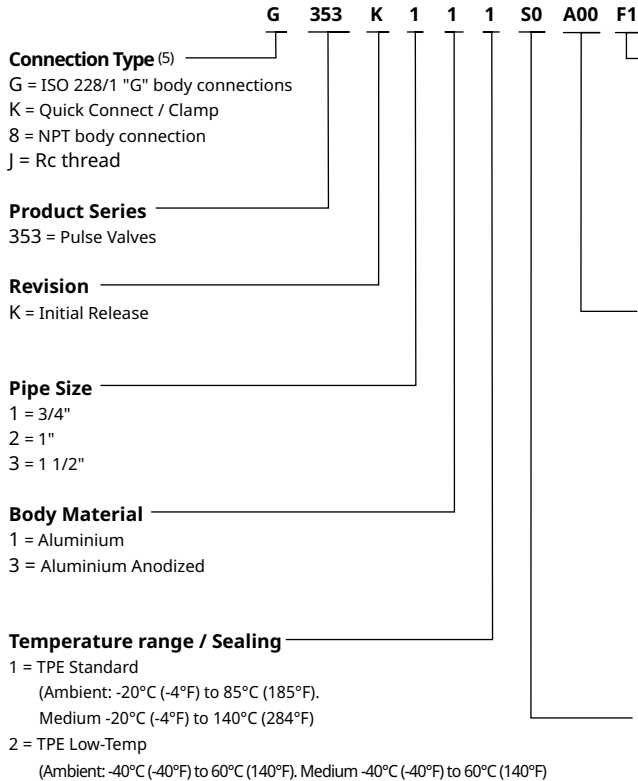 G 353 K 1 1 1 S0 A00 F1
Connection Type (5)
G = ISO 228/1 "G" body connections
K = Quick Connect / Clamp
8 = NPT body connection
J = Rc thread
Product Series
353 = Pulse Valves
Revision
K = Initial Release
Pipe Size
1 = 3/4"
2 = 1"
3 = 1 1/2"
Body Material
1 = Aluminium
3 = Aluminium Anodized
Temperature range / Sealing
1 = TPE Standard
(Ambient: -20°C (-4°F) to 85°C (185°F).
Medium -20°C (-4°F) to 140°C (284°F)
2 = TPE Low-Temp
(Ambient: -40°C (-40°F) to 60°C (140°F). Medium -40°C (-40°F) to 60°C (140°F)